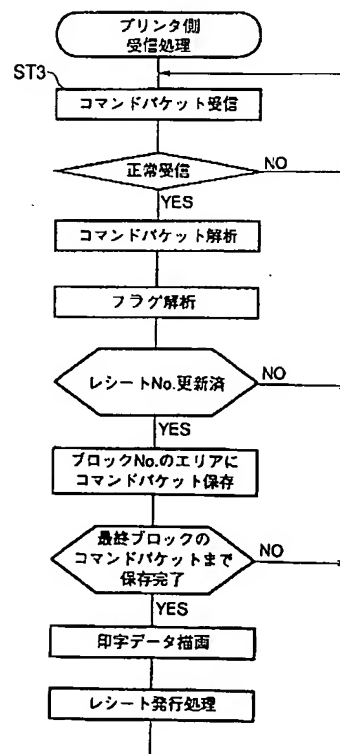 プリンタ側
受信処理
ST3
コマンドパケット受信
正常受信
NO
YES
コマンドパケット解析
フラグ解析
レシートNo.更新済
NO
YES
ブロックNo.のエリアに
コマンドパケット保存
最終ブロックの
コマンドパケットまで
保存完了
NO
YES
印字データ描画
レシート発行処理